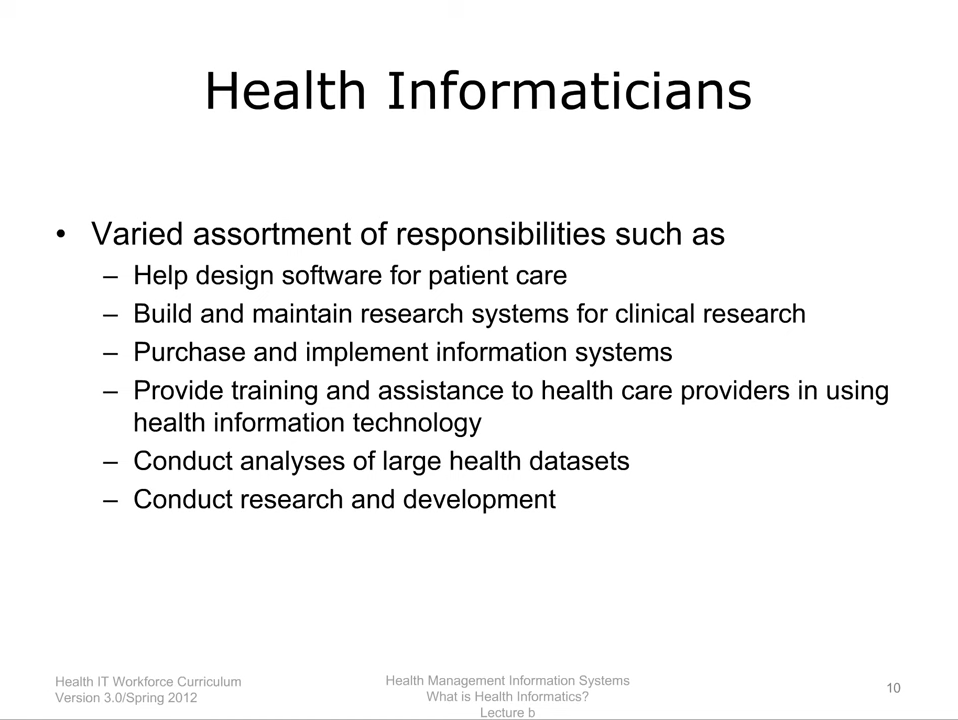 Health Informaticians
• Varied assortment of responsibilities such as
– Help design software for patient care
– Build and maintain research systems for clinical research
– Purchase and implement information systems
– Provide training and assistance to health care providers in using
health information technology
– Conduct analyses of large health datasets
– Conduct research and development
Health IT Workforce Curriculum
Version 3.0/Spring 2012
Health Management Information Systems
What is Health Informatics?
Lecture b
10